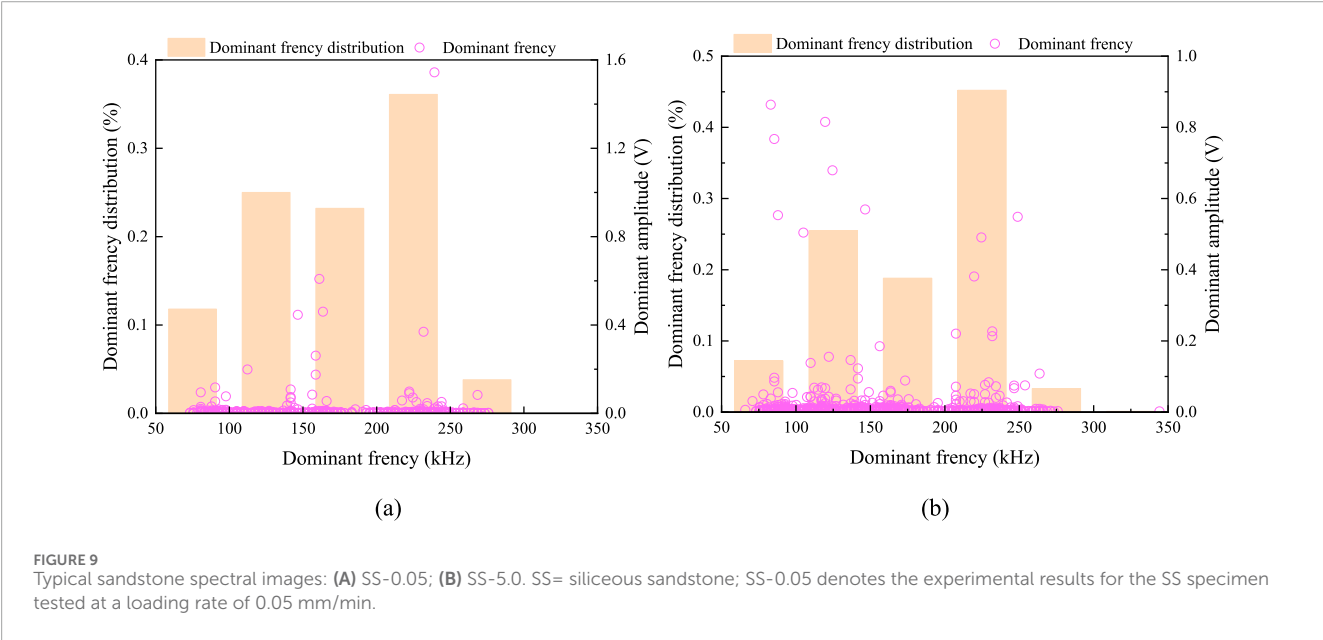 Dominant frency distribution Dominant frency
0.4
0.3
0.2
0.1
0.0
Dominant frency distribution (%)
1.6
1.2
0.8
0.4
0.0
Dominant amplitude (V)
50 100 150 200 250 300 350
Dominant frency (kHz)
(a)
Dominant frency distribution Dominant frency
0.5
0.4
0.3
0.2
0.1
0.0
Dominant frency distribution (%)
1.0
0.8
0.6
0.4
0.2
0.0
Dominant amplitude (V)
50 100 150 200 250 300 350
Dominant frency (kHz)
(b)
FIGURE 9
Typical sandstone spectral images: (A) SS-0.05; (B) SS-5.0. SS= siliceous sandstone; SS-0.05 denotes the experimental results for the SS specimen
tested at a loading rate of 0.05 mm/min.